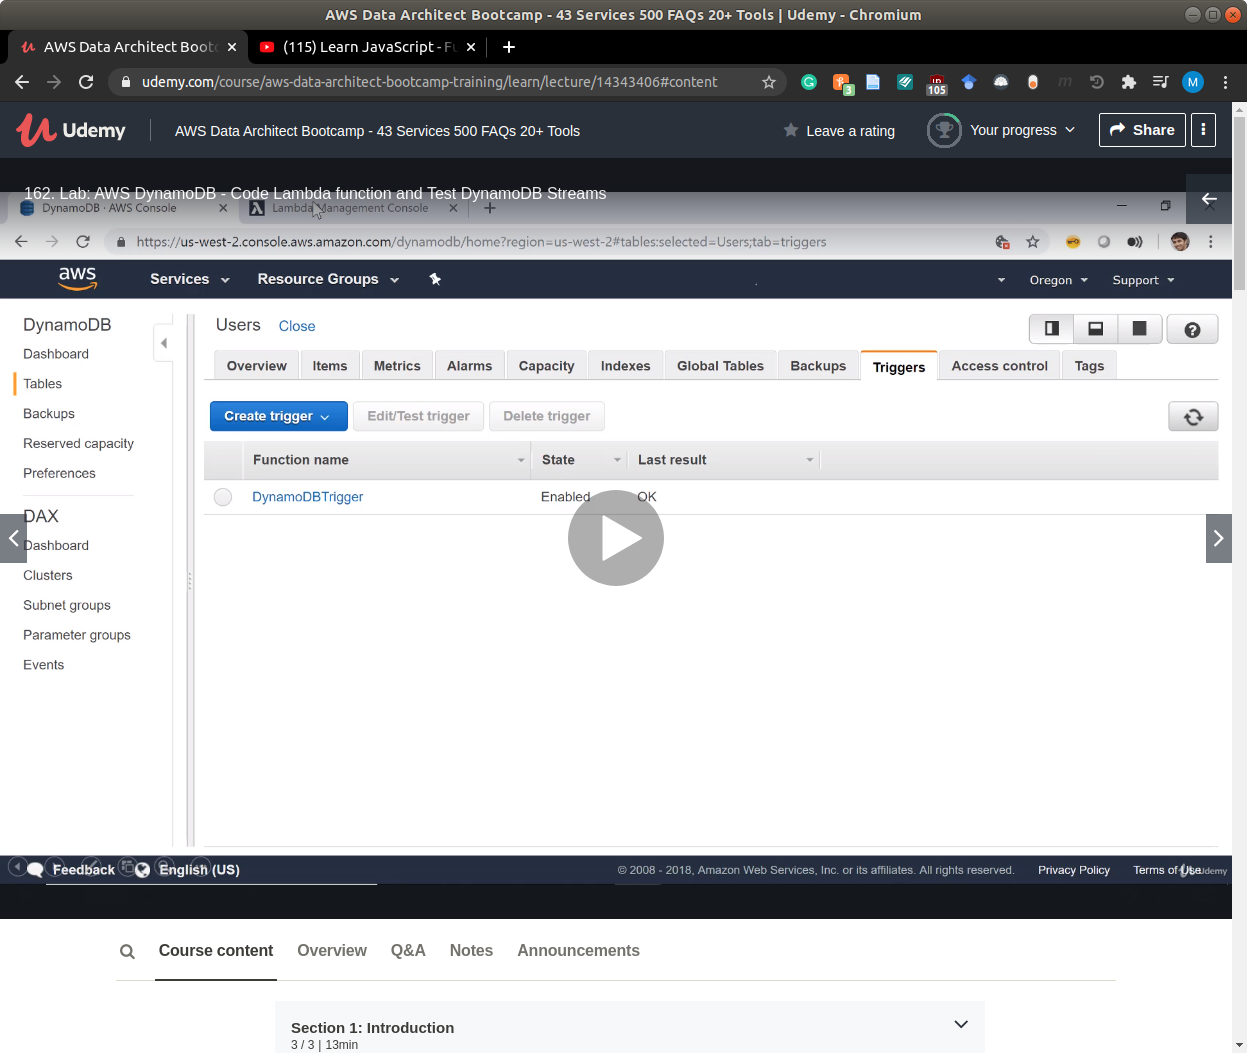 AWS Data Architect Bootcamp - 43 Services 500 FAQs 20+ Tools | Udemy - Chromium
AWS Data Architect Bootc
(115) Learn JavaScript - Fu
udemy.com/course/aws-data-architect-bootcamp-training/learn/lecture/14343406#content
3
105
M
Udemy
AWS Data Architect Bootcamp - 43 Services 500 FAQs 20+ Tools
Leave a rating
Your progress
Share
162. Lab: AWS DynamoDB - Code Lambda function and Test DynamoDB Streams
DynamoDB · AWS Console
Lambda Management Console
https://us-west-2.console.aws.amazon.com/dynamodb/home?region=us-west-2#tables:selected=Users;tab=triggers
aws
Services
Resource Groups
Oregon
Support
DynamoDB
Dashboard
Tables
Backups
Reserved capacity
Preferences
DAX
Dashboard
Clusters
Subnet groups
Parameter groups
Events
Users
Close
Overview
Items
Metrics
Alarms
Capacity
Indexes
Global Tables
Backups
Triggers
Access control
Tags
Create trigger
Edit/Test trigger
Delete trigger
Function name
State
Last result
DynamoDBTrigger
Enabled
OK
Feedback
English (US)
© 2008 - 2018, Amazon Web Services, Inc. or its affiliates. All rights reserved.
Privacy Policy
Terms of Use
Udemy
Course content
Overview
Q&A
Notes
Announcements
Section 1: Introduction
3 / 3 | 13min